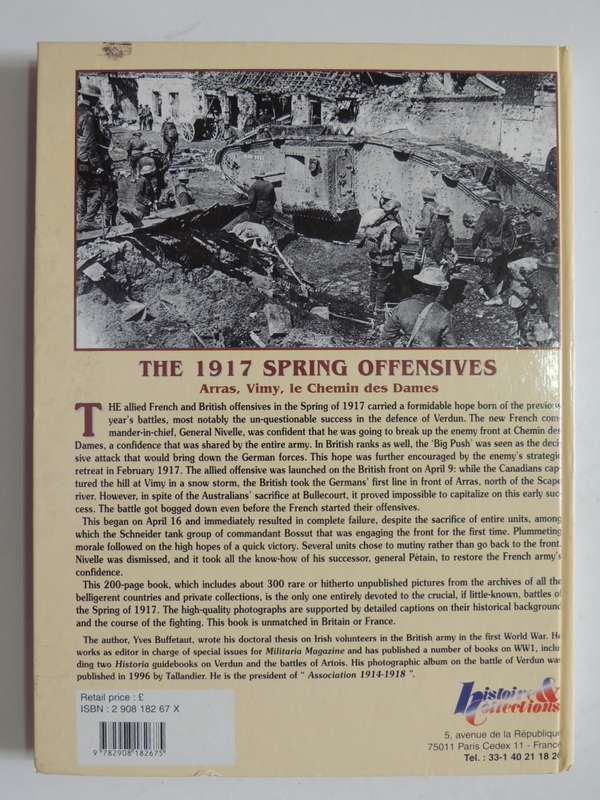 THE 1917 SPRING OFFENSIVES
Arras, Vimy, le Chemin des Dames
THE allied French and British offensives in the Spring of 1917 carried a formidable hope born of the previous
year's battles, most notably the un-questionable success in the defence of Verdun. The new French com-
mander-in-chief, General Nivelle, was confident that he was going to break up the enemy front at Chemin des
Dames, a confidence that was shared by the entire army. In British ranks as well, the 'Big Push' was seen as the deci-
sive attack that would bring down the German forces. This hope was further encouraged by the enemy's strategic
retreat in February 1917. The allied offensive was launched on the British front on April 9: while the Canadians cap-
tured the hill at Vimy in a snow storm, the British took the Germans' first line in front of Arras, north of the Scape
river. However, in spite of the Australians' sacrifice at Bullecourt, it proved impossible to capitalize on this early suc-
cess. The battle got bogged down even before the French started their offensives.
This began on April 16 and immediately resulted in complete failure, despite the sacrifice of entire units, among
which the Schneider tank group of commandant Bossut that was engaging the front for the first time. Plummeting
morale followed on the high hopes of a quick victory. Several units chose to mutiny rather than go back to the front.
Nivelle was dismissed, and it took all the know-how of his successor, general Pétain, to restore the French army's
confidence.
This 200-page book, which includes about 300 rare or hitherto unpublished pictures from the archives of all the
belligerent countries and private collections, is the only one entirely devoted to the crucial, if little-known, battles of
the Spring of 1917. The high-quality photographs are supported by detailed captions on their historical background
and the course of the fighting. This book is unmatched in Britain or France.
The author, Yves Buffetaut, wrote his doctoral thesis on Irish volunteers in the British army in the first World War. He
works as editor in charge of special issues for Militaria Magazine and has published a number of books on WW1, inclu-
ding two Historia guidebooks on Verdun and the battles of Artois. His photographic album on the battle of Verdun was
published in 1996 by Tallandier. He is the president of " Association 1914-1918 ".
Retail price : £
ISBN : 2 908 182 67 X
9 782908 182675
histoire & Collections
5, avenue de la République
75011 Paris Cedex 11 - France
Tel. : 33-1 40 21 18 20